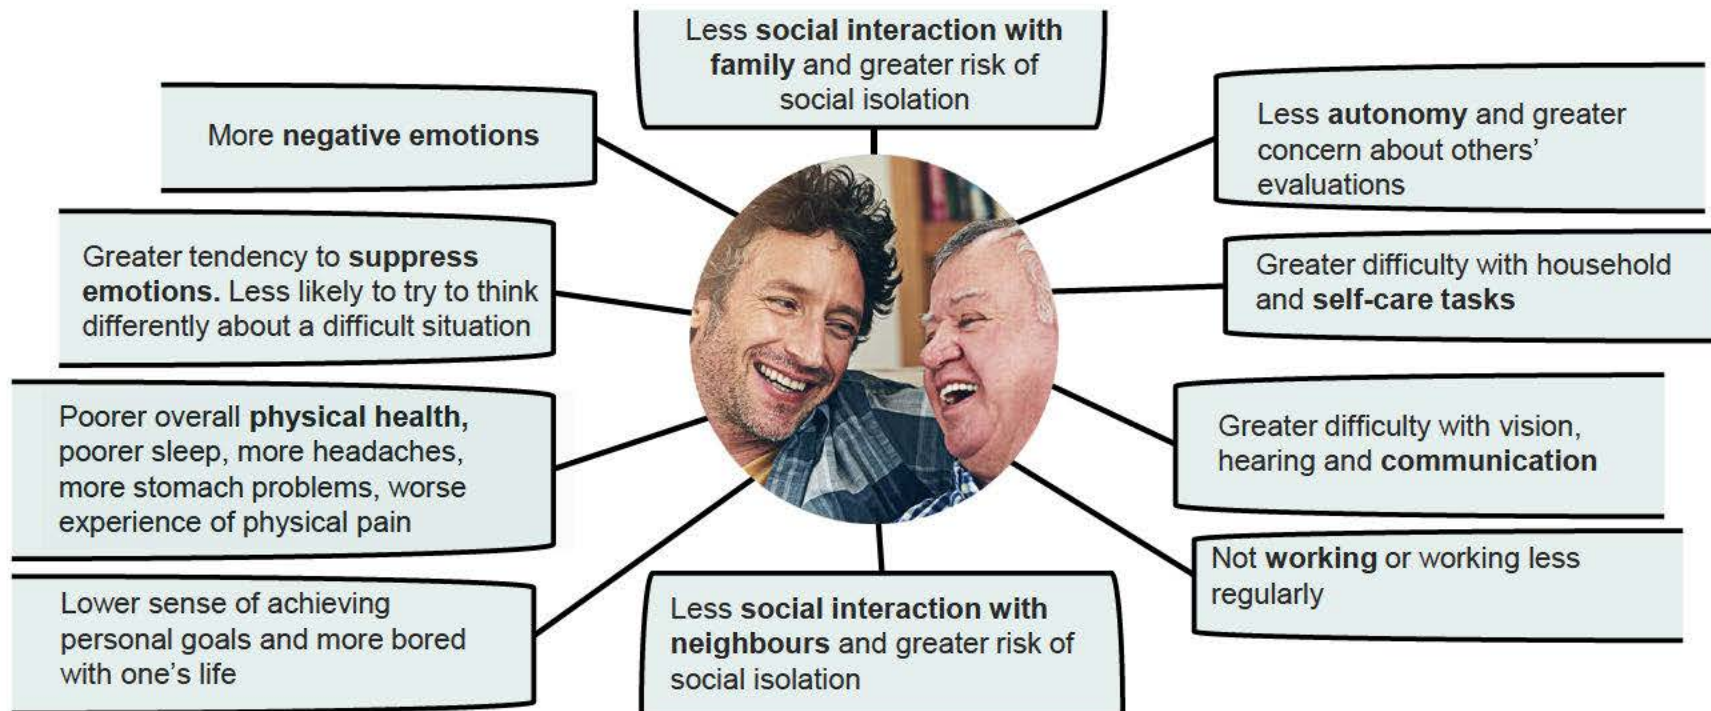 Less social interaction with
family and greater risk of
social isolation
More negative emotions
Less autonomy and greater
concern about others’
evaluations
Greater tendency to suppress
emotions. Less likely to try to think
differently about a difficult situation
Greater difficulty with household
and self-care tasks
Poorer overall physical health,
poorer sleep, more headaches,
more stomach problems, worse
experience of physical pain
Greater difficulty with vision,
hearing and communication
Lower sense of achieving
personal goals and more bored
with one’s life
Less social interaction with
neighbours and greater risk of
social isolation
Not working or working less
regularly